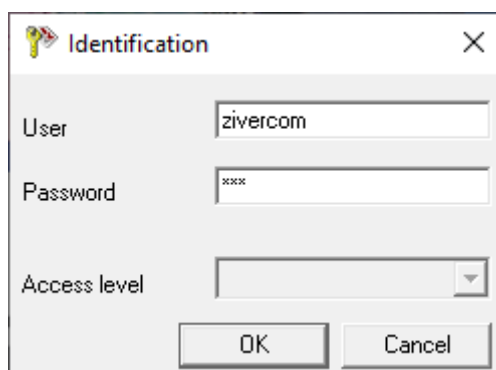 Identification
User
zivercom
Password
***
Access level
OK
Cancel